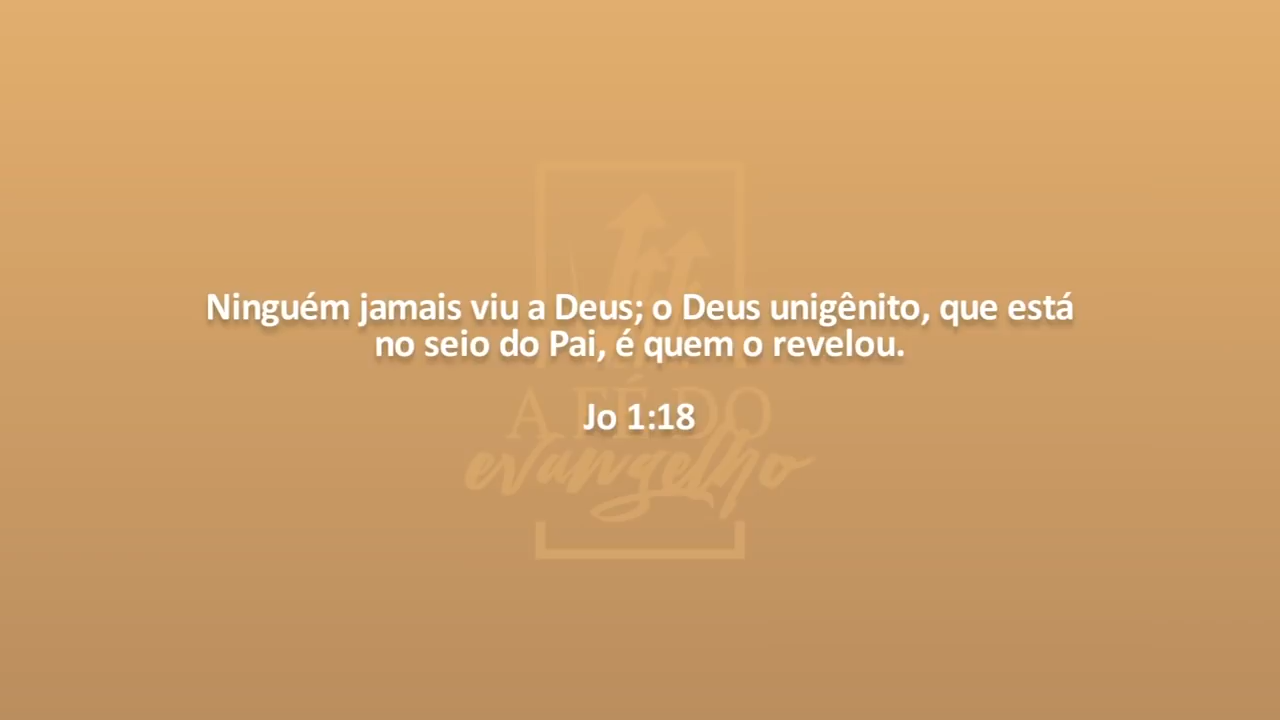 Ninguém jamais viu a Deus; o Deus unigênito, que está
no seio do Pai, é quem o revelou.
Jo 1:18
A FÉ DO
evangelho